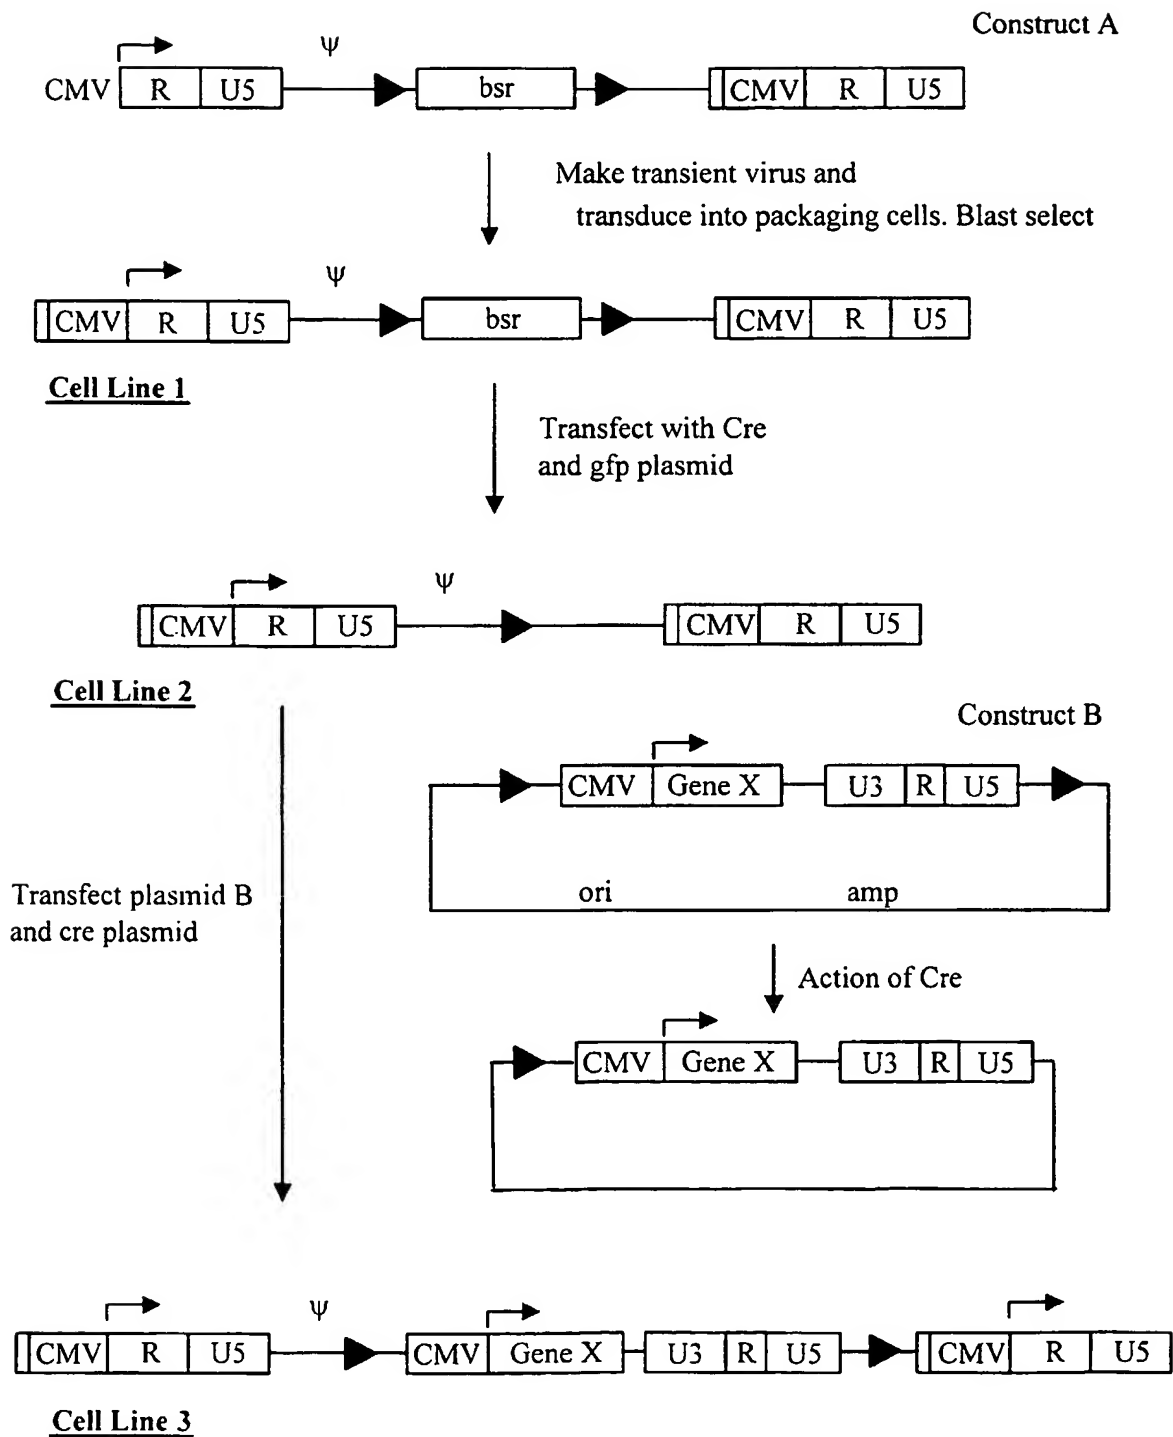 Construct A
ψ
CMV R U5 bsr CMV R U5
Make transient virus and
transduce into packaging cells. Blast select
ψ
CMV R U5 bsr CMV R U5
Cell Line 1
Transfect with Cre
and gfp plasmid
ψ
CMV R U5 CMV R U5
Cell Line 2
Construct B
CMV Gene X U3 R U5
ori amp
Transfect plasmid B
and cre plasmid
Action of Cre
CMV Gene X U3 R U5
ψ
CMV R U5 CMV Gene X U3 R U5 CMV R U5
Cell Line 3